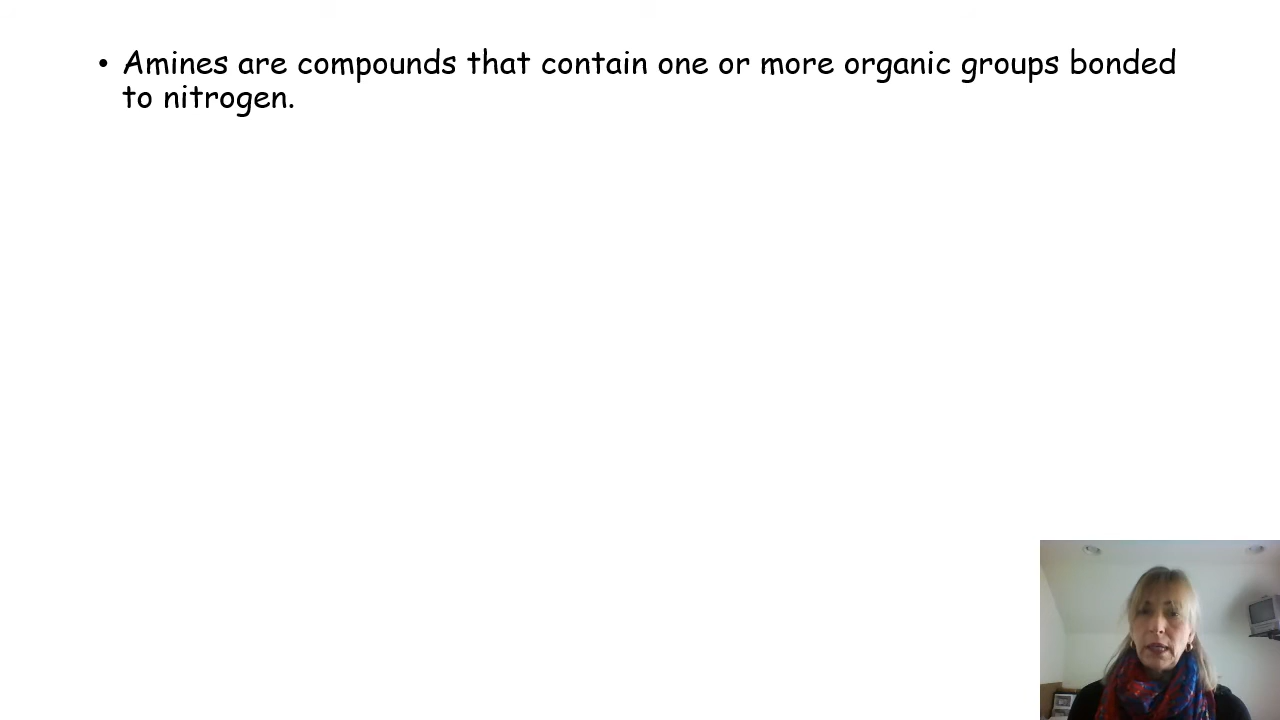 • Amines are compounds that contain one or more organic groups bonded
to nitrogen.